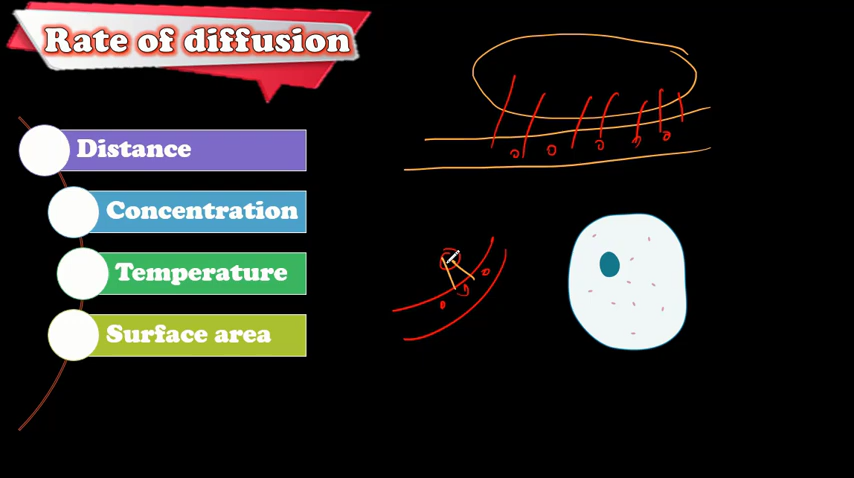 Rate of diffusion
Distance
Concentration
Temperature
Surface area